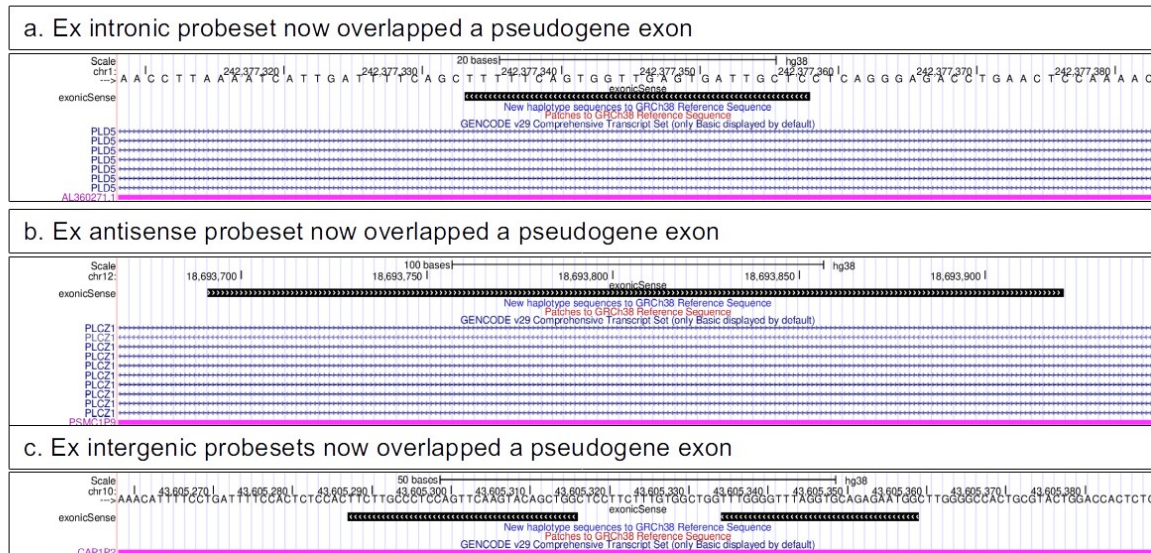 a. Ex intronic probeset now overlapped a pseudogene exon
Scale 20 bases hg38
chr1: 242,377,320 242,377,330 242,377,340 242,377,350 242,377,360 242,377,370 242,377,380
---> A A C C T T A A A A T C A T T G A T T T T C A G C T T T T T T C A G T G G T T G A G T G A T T G C T C C T C A G G G A G A C C T G A A C T C C A A A A C
exonicSense
exonicSense
New haplotype sequences to GRCh38 Reference Sequence
Patches to GRCh38 Reference Sequence
GENCODE v29 Comprehensive Transcript Set (only Basic displayed by default)
PLD5
PLD5
PLD5
PLD5
PLD5
PLD5
PLD5
AL360271.1
b. Ex antisense probeset now overlapped a pseudogene exon
Scale 100 bases hg38
chr12: 18,693,700 18,693,750 18,693,800 18,693,850 18,693,900
exonicSense
exonicSense
New haplotype sequences to GRCh38 Reference Sequence
Patches to GRCh38 Reference Sequence
GENCODE v29 Comprehensive Transcript Set (only Basic displayed by default)
PLCZ1
PLCZ1
PLCZ1
PLCZ1
PLCZ1
PLCZ1
PLCZ1
PLCZ1
PLCZ1
PLCZ1
PSMC1P9
c. Ex intergenic probesets now overlapped a pseudogene exon
Scale 50 bases hg38
chr10: 43,605,270 43,605,280 43,605,290 43,605,300 43,605,310 43,605,320 43,605,330 43,605,340 43,605,350 43,605,360 43,605,370 43,605,380
---> AAACATTTTCCTGATTTTCCACTCTCCACTTCTTGCCCTCCAGTTCAAGTACAGCTGGCTCCTTCTTTGTGGCTGGTTTGGGGTTTAGGTGCAGAGAATGGCTTGGGGCCACTGCGTACTGGACCACTCTC
exonicSense
exonicSense
New haplotype sequences to GRCh38 Reference Sequence
Patches to GRCh38 Reference Sequence
GENCODE v29 Comprehensive Transcript Set (only Basic displayed by default)